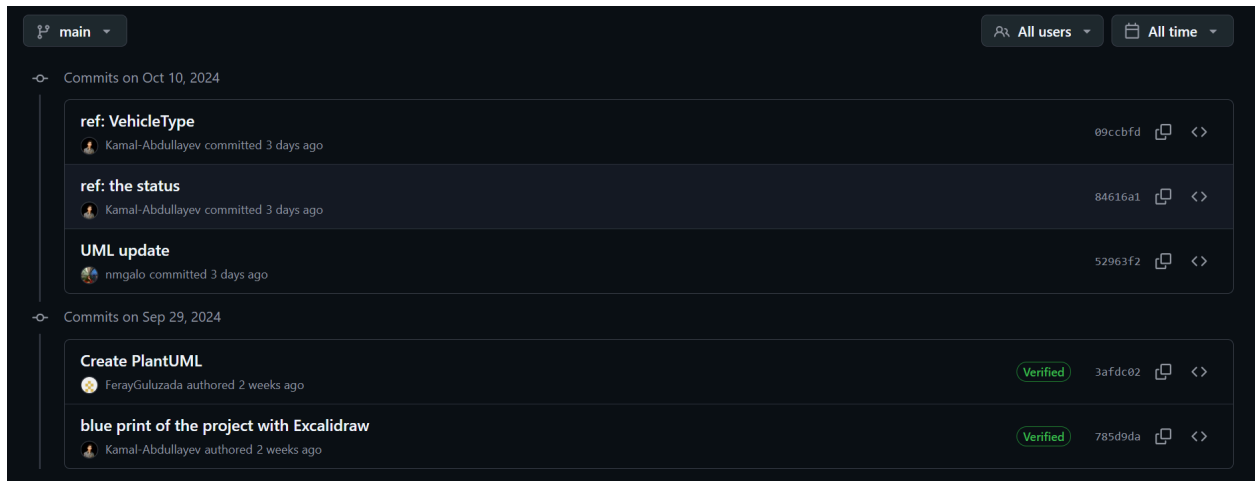 main
All users
All time
Commits on Oct 10, 2024
ref: VehicleType
Kamal-Abdullayev committed 3 days ago
09ccbfd
ref: the status
Kamal-Abdullayev committed 3 days ago
84616a1
UML update
nmgalo committed 3 days ago
52963f2
Commits on Sep 29, 2024
Create PlantUML
FerayGuluzada authored 2 weeks ago
Verified
3afdc02
blue print of the project with Excalidraw
Kamal-Abdullayev authored 2 weeks ago
Verified
785d9da